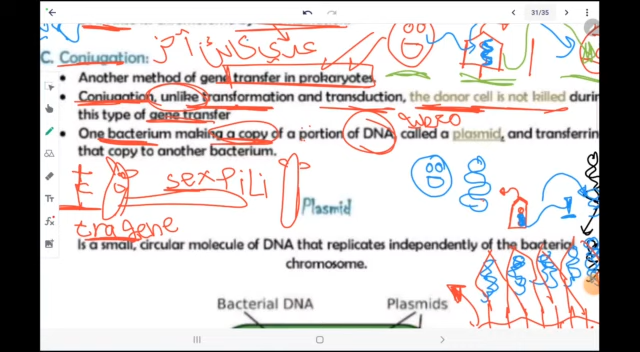 31/35
C. Conjugation:
Another method of gene transfer in prokaryotes,
Conjugation, unlike transformation and transduction, the donor cell is not killed durin
this type of gene transfer
One bacterium making a copy of a portion of DNA called a plasmid, and transferrin
that copy to another bacterium.
sex pili
tra gene
Plasmid
Is a small, circular molecule of DNA that replicates independently of the bacterial
chromosome.
Bacterial DNA
Plasmids